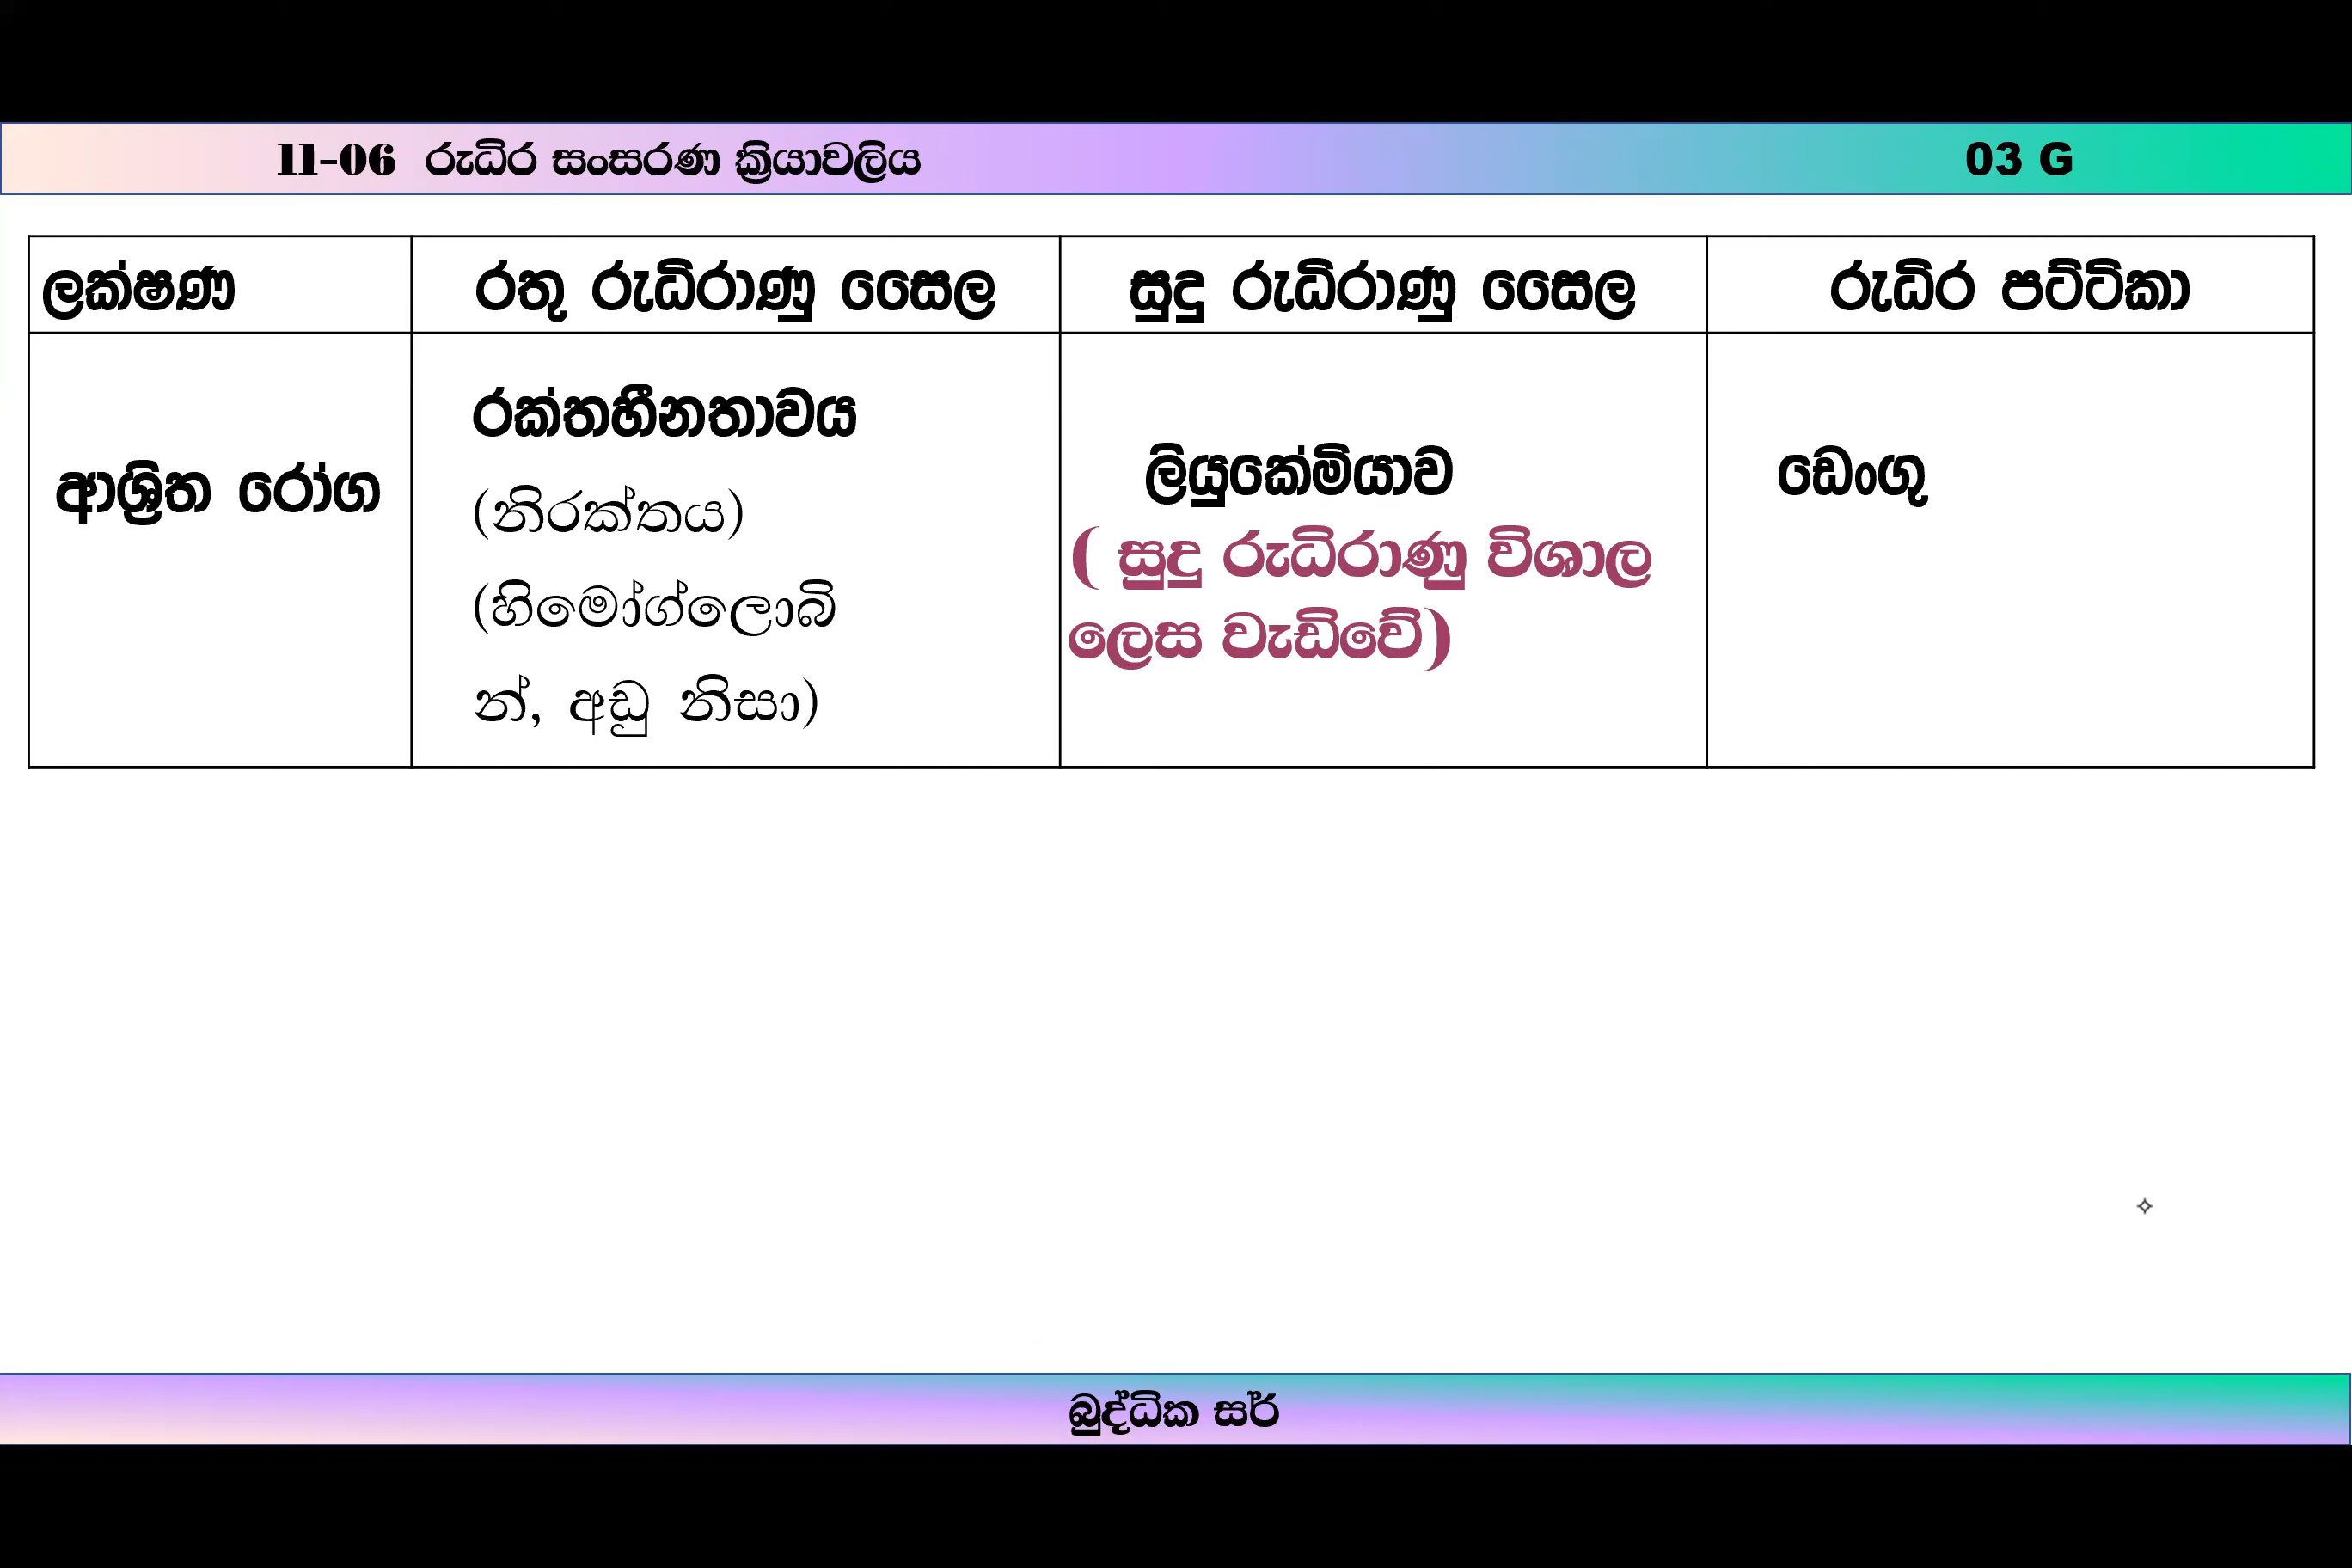 11-06 රුධිර සංසරණ ක්‍රියාවලිය 03 G
ලක්ෂණ රතු රුධිරාණු සෛල සුදු රුධිරාණු සෛල රුධිර පට්ටිකා
ආශ්‍රිත රෝග
රක්තහීනතාවය
(නිරක්තය)
(හිමෝග්ලොබි
න්, අඩු නිසා)
ලියුකේමියාව
( සුදු රුධිරාණු විශාල
ලෙස වැඩිවේ)
ඩෙංගු
බුද්ධික සර්